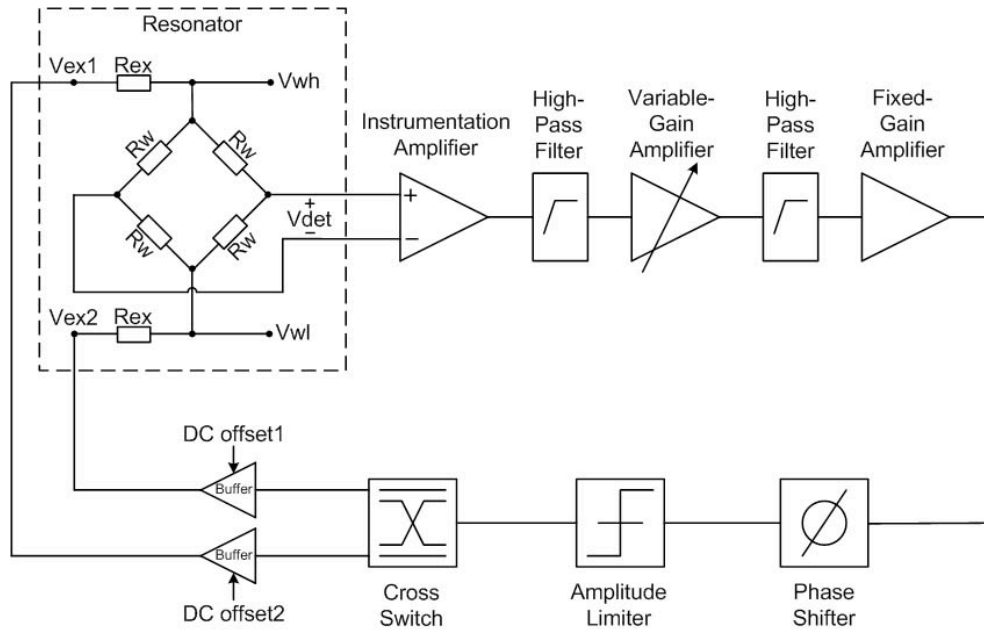 Resonator
Vex1
Rex
Vwh
Rw
Rw
Rw
Rw
+
Vdet
−
Vex2
Rex
Vwl
Instrumentation
Amplifier
+
−
High-
Pass
Filter
Variable-
Gain
Amplifier
High-
Pass
Filter
Fixed-
Gain
Amplifier
DC offset1
Buffer
Buffer
DC offset2
Cross
Switch
Amplitude
Limiter
Phase
Shifter